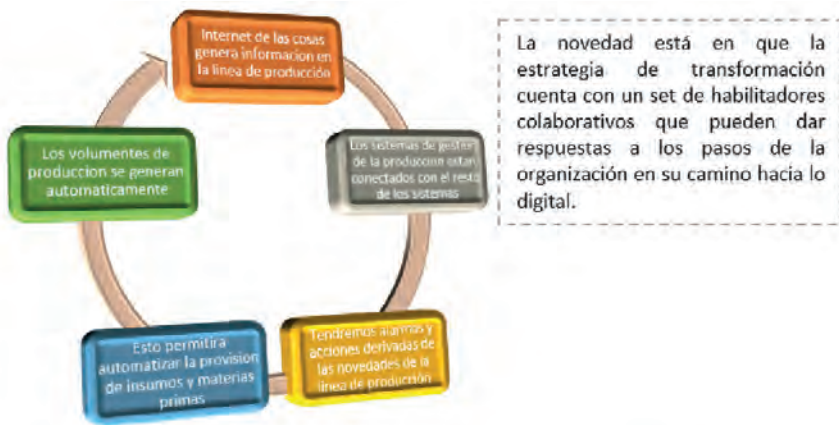 Internet de las cosas
genera informacion en
la linea de producción
Los sistemas de gestion
de la produccion estan
conectados con el resto
de los sistemas
Tendremos alarmas y
acciones derivadas de
las novedades de la
linea de producción
Esto permitira
automatizar la provision
de insumos y materias
primas
Los volumentes de
produccion se generan
automaticamente
La novedad está en que la
estrategia de transformación
cuenta con un set de habilitadores
colaborativos que pueden dar
respuestas a los pasos de la
organización en su camino hacia lo
digital.